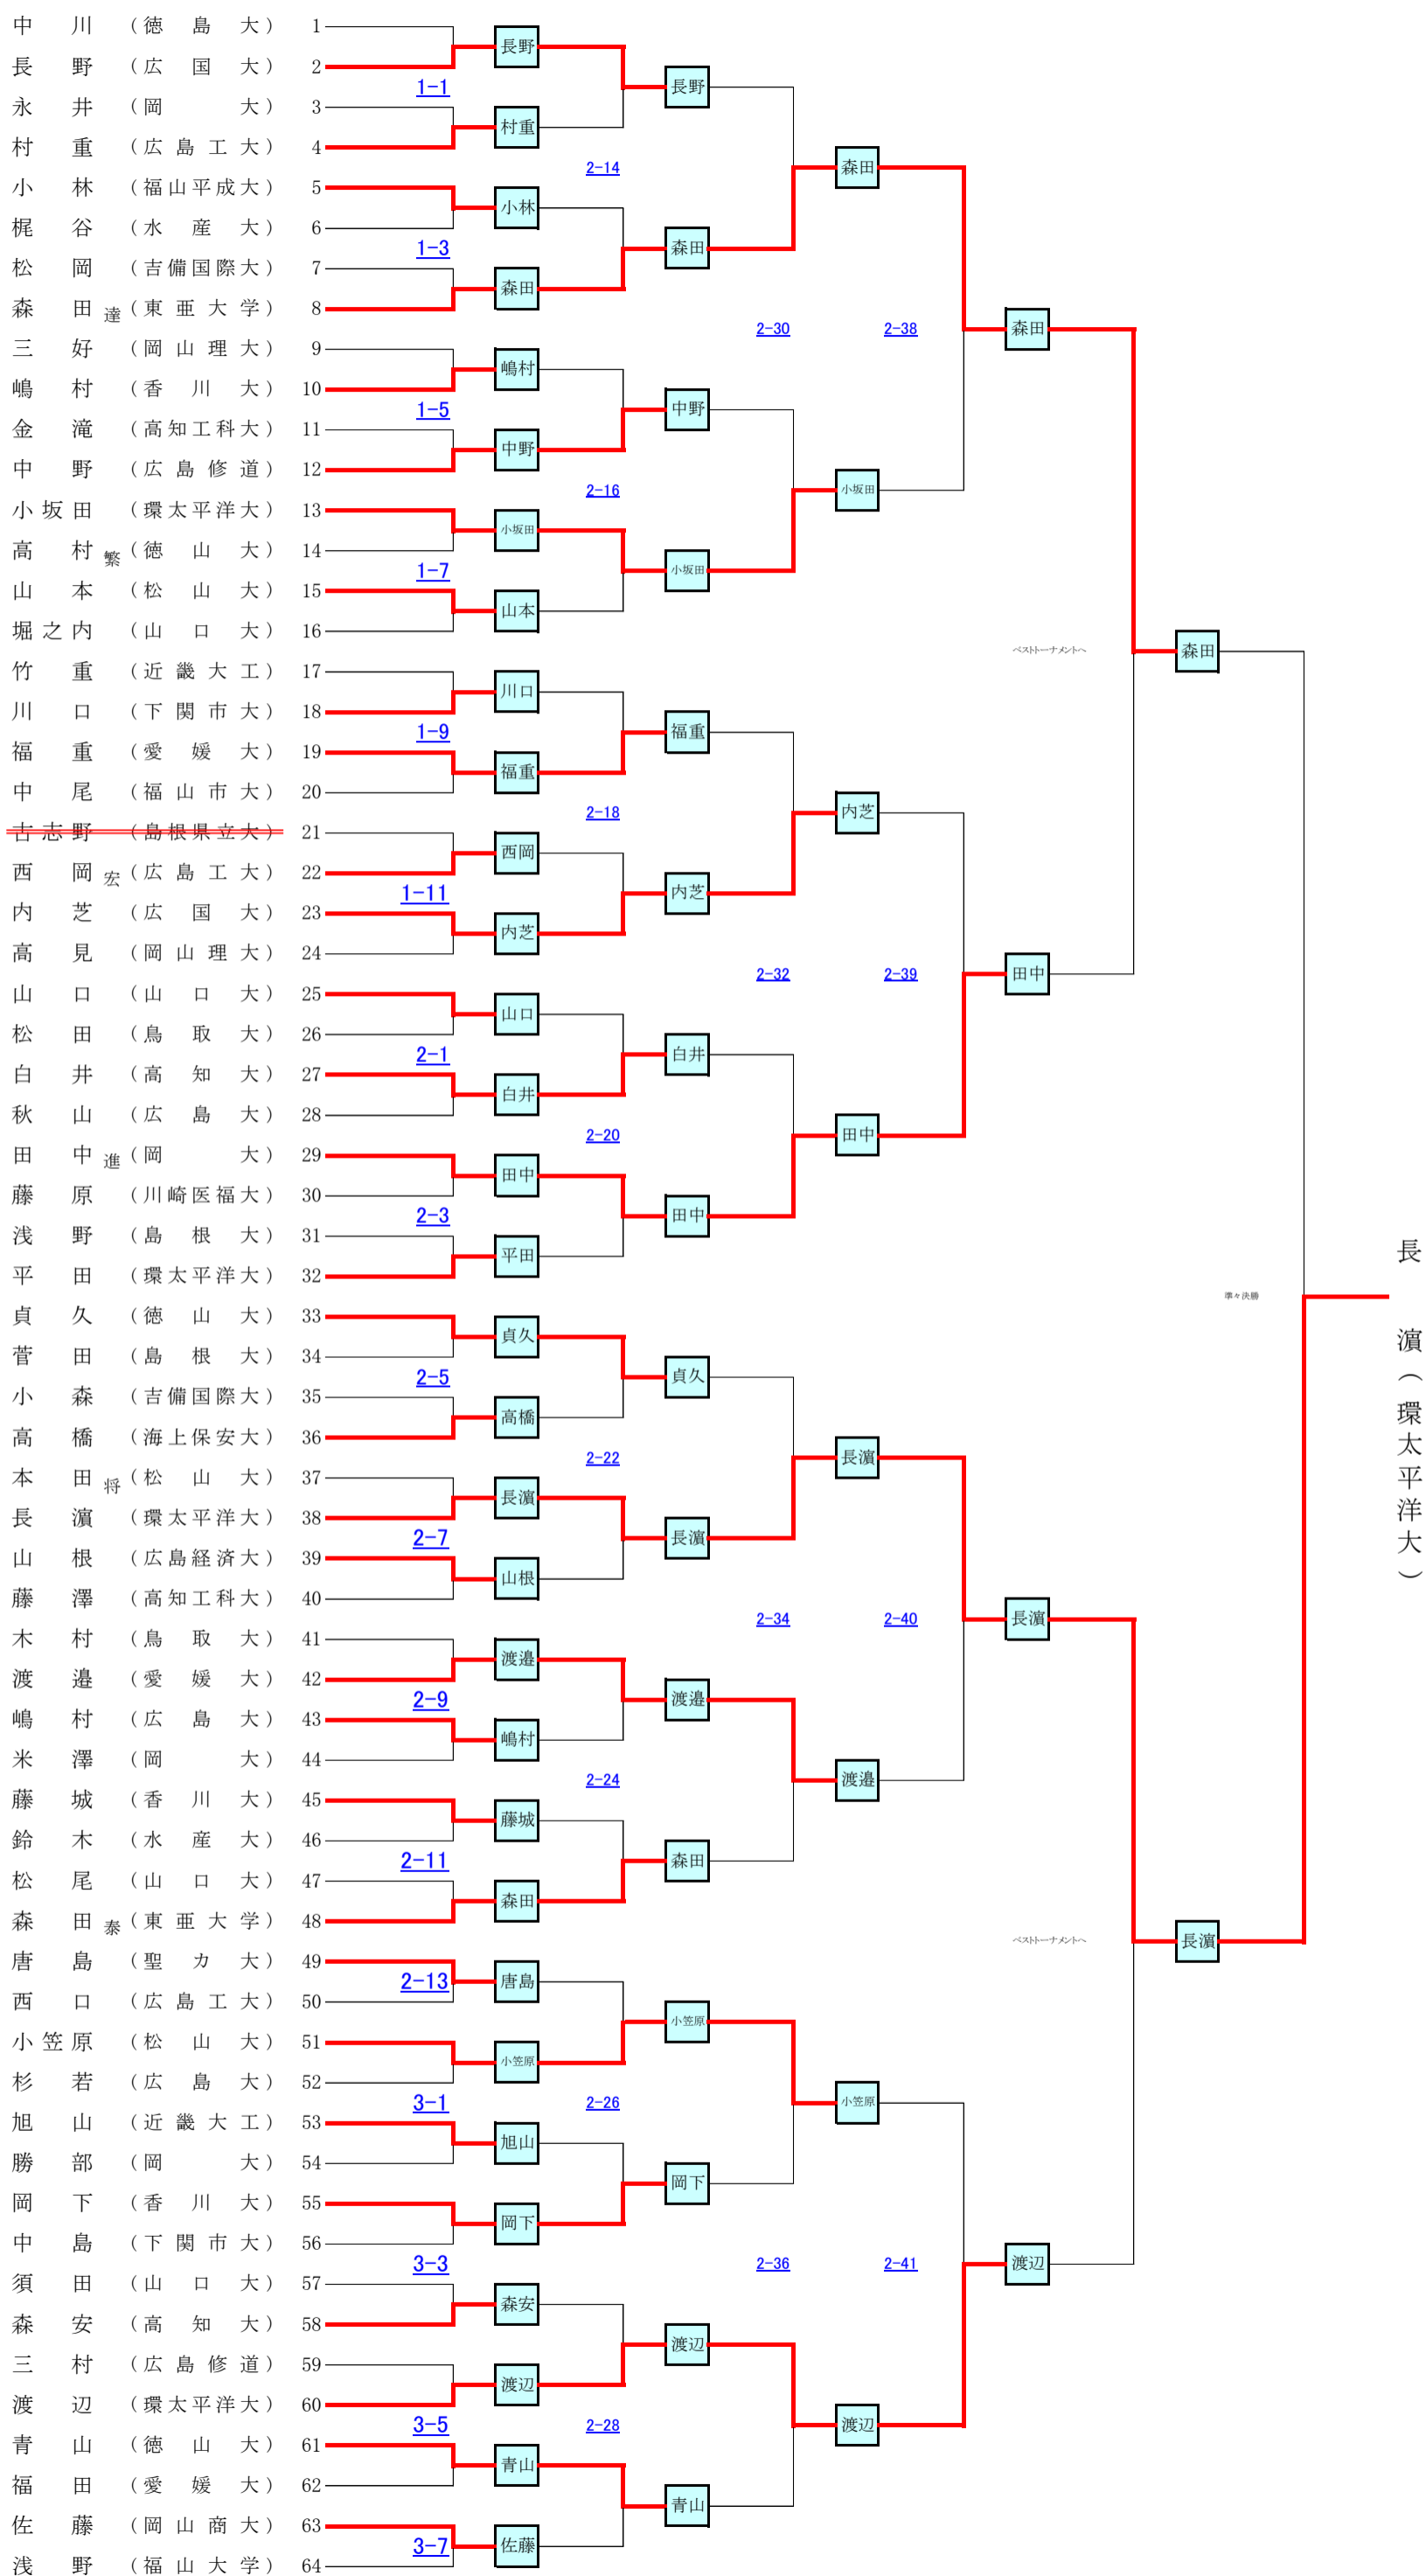 中川（徳島大） 1
長野（広国大） 2
永井（岡大） 3
村重（広島工大） 4
小林（福山平成大） 5
梶谷（水産大） 6
松岡（吉備国際大） 7
森田達（東亜大学） 8
三好（岡山理大） 9
嶋村（香川大） 10
金滝（高知工科大） 11
中野（広島修道） 12
小坂田（環太平洋大） 13
高村繁（徳山大） 14
山本（松山大） 15
堀之内（山口大） 16
竹重（近畿大工） 17
川口（下関市大） 18
福重（愛媛大） 19
中尾（福山市大） 20
古志野（島根県立大） 21
西岡宏（広島工大） 22
内芝（広国大） 23
高見（岡山理大） 24
山口（山口大） 25
松田（鳥取大） 26
白井（高知大） 27
秋山（広島大） 28
田中進（岡大） 29
藤原（川崎医福大） 30
浅野（島根大） 31
平田（環太平洋大） 32
貞久（徳山大） 33
菅田（島根大） 34
小森（吉備国際大） 35
高橋（海上保安大） 36
本田将（松山大） 37
長濵（環太平洋大） 38
山根（広島経済大） 39
藤澤（高知工科大） 40
木村（鳥取大） 41
渡邉（愛媛大） 42
嶋村（広島大） 43
米澤（岡大） 44
藤城（香川大） 45
鈴木（水産大） 46
松尾（山口大） 47
森田泰（東亜大学） 48
唐島（聖カ大） 49
西口（広島工大） 50
小笠原（松山大） 51
杉若（広島大） 52
旭山（近畿大工） 53
勝部（岡大） 54
岡下（香川大） 55
中島（下関市大） 56
須田（山口大） 57
森安（高知大） 58
三村（広島修道） 59
渡辺（環太平洋大） 60
青山（徳山大） 61
福田（愛媛大） 62
佐藤（岡山商大） 63
浅野（福山大学） 64
1-1
1-3
1-5
1-7
1-9
1-11
2-1
2-3
2-5
2-7
2-9
2-11
2-13
3-1
3-3
3-5
3-7
長野
村重
小林
森田
嶋村
中野
小坂田
山本
川口
福重
西岡
内芝
山口
白井
田中
平田
貞久
高橋
長濵
山根
渡邉
嶋村
藤城
森田
唐島
小笠原
旭山
岡下
森安
渡辺
青山
佐藤
2-14
2-16
2-18
2-20
2-22
2-24
2-26
2-28
長野
森田
中野
小坂田
福重
内芝
白井
田中
貞久
長濵
渡邉
森田
小笠原
岡下
渡辺
青山
2-30
2-32
2-34
2-36
森田
小坂田
内芝
田中
長濵
渡邉
小笠原
渡辺
2-38
2-39
2-40
2-41
森田
田中
長濵
渡辺
ベストーナメントへ
ベストーナメントへ
森田
長濵
準々決勝
長濵（環太平洋大）